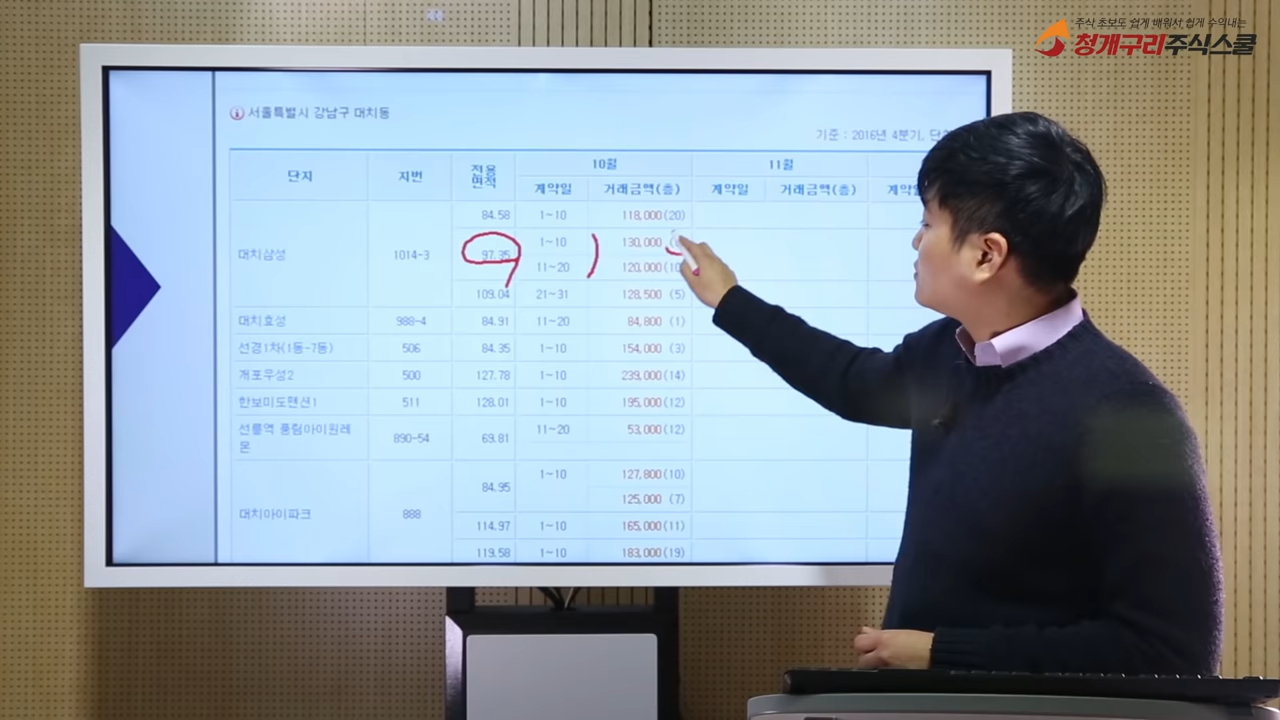 주식 초보도 쉽게 배워서 쉽게 수익내는
청개구리주식스쿨
서울특별시 강남구 대치동
기준 : 2016년 4분기,
단지 지번 전용면적 10월 11월
계약일 거래금액(층) 계약일 거래금액(층)
대치삼성 1014-3 84.58 1~10 118,000(20)
97.35 1~10 130,000
11~20 120,000(10
109.04 21~31 128,500 (5)
대치효성 988-4 84.91 11~20 84,800 (1)
선경1차(1동-7동) 506 84.35 1~10 154,000 (3)
개포우성2 500 127.78 1~10 239,000(14)
한보미도맨션1 511 128.01 1~10 195,000(12)
선릉역 풍림아이원레몬 890-54 69.81 11~20 53,000(12)
대치아이파크 888 84.95 1~10 127,800(10)
125,000 (7)
114.97 1~10 165,000(11)
119.58 1~10 183,000(19)